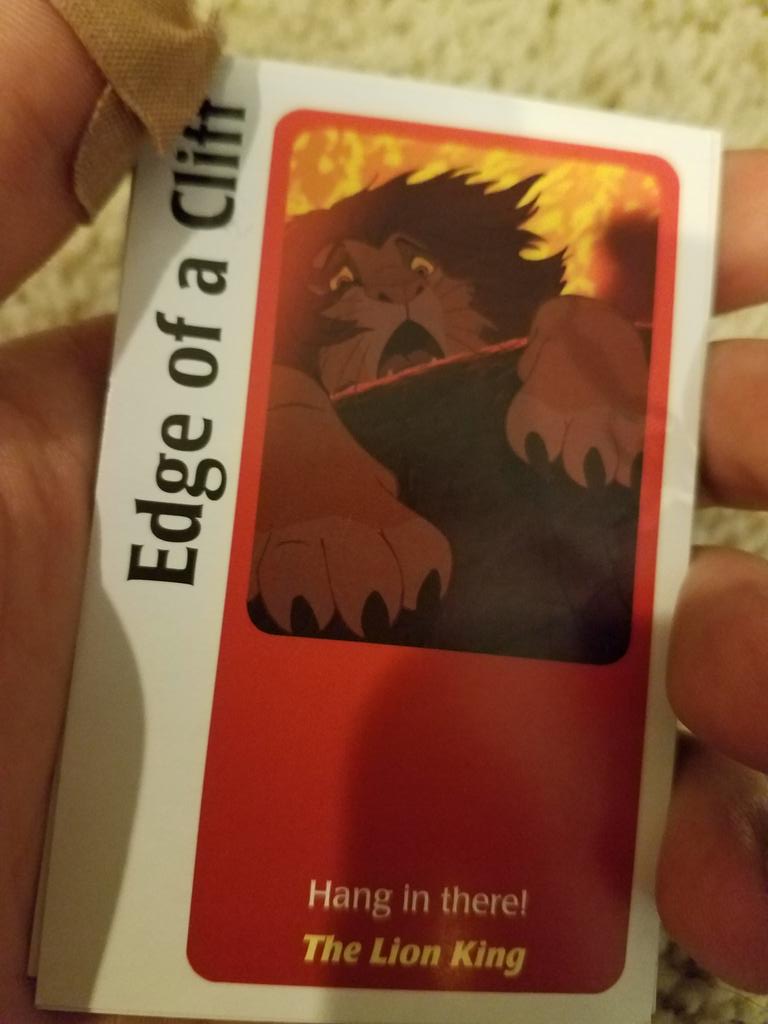 Edge of a Cliff
Hang in there!
The Lion King